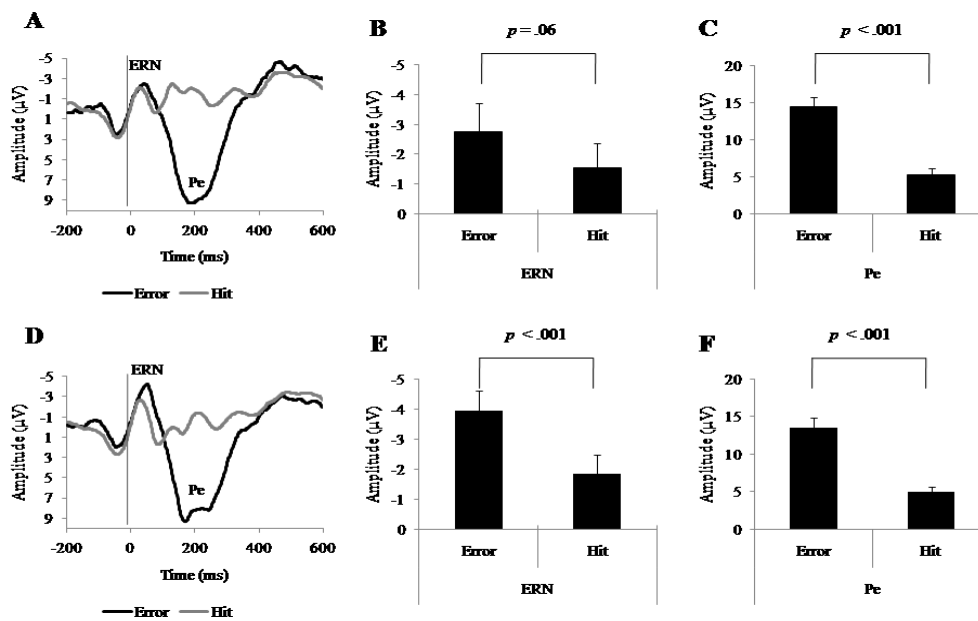 A
Amplitude (µV)
-5
-3
-1
1
3
5
7
9
ERN
Pe
-200 0 200 400 600
Time (ms)
Error Hit
B
p = .06
Amplitude (µV)
-5
-4
-3
-2
-1
0
Error Hit
ERN
C
p < .001
Amplitude (µV)
20
15
10
5
0
Error Hit
Pe
D
Amplitude (µV)
-5
-3
-1
1
3
5
7
9
ERN
Pe
-200 0 200 400 600
Time (ms)
Error Hit
E
p < .001
Amplitude (µV)
-5
-4
-3
-2
-1
0
Error Hit
ERN
F
p < .001
Amplitude (µV)
20
15
10
5
0
Error Hit
Pe